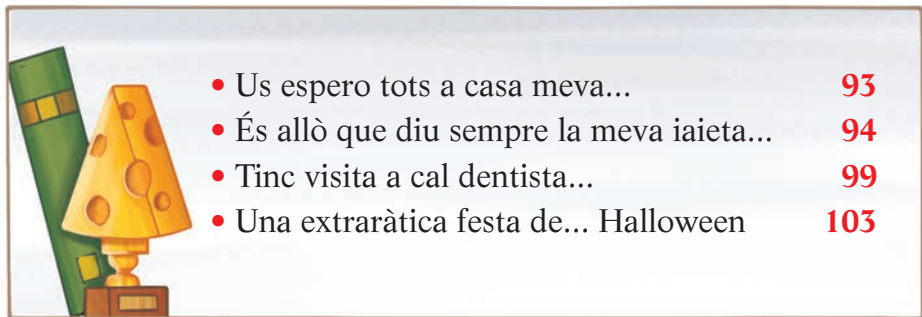 • Us espero tots a casa meva... 93
• És allò que diu sempre la meva iaieta... 94
• Tinc visita a cal dentista... 99
• Una extraràtica festa de... Halloween 103